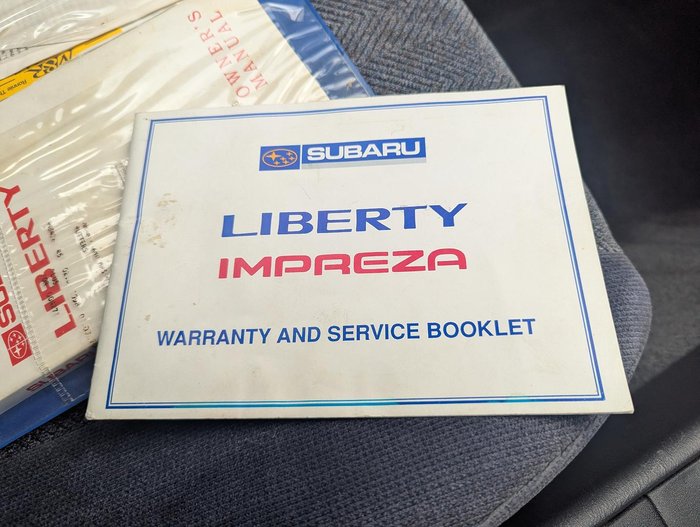 SUBARU
LIBERTY
IMPREZA
WARRANTY AND SERVICE BOOKLET
OWNER'S
MANUAL
LIBERTY